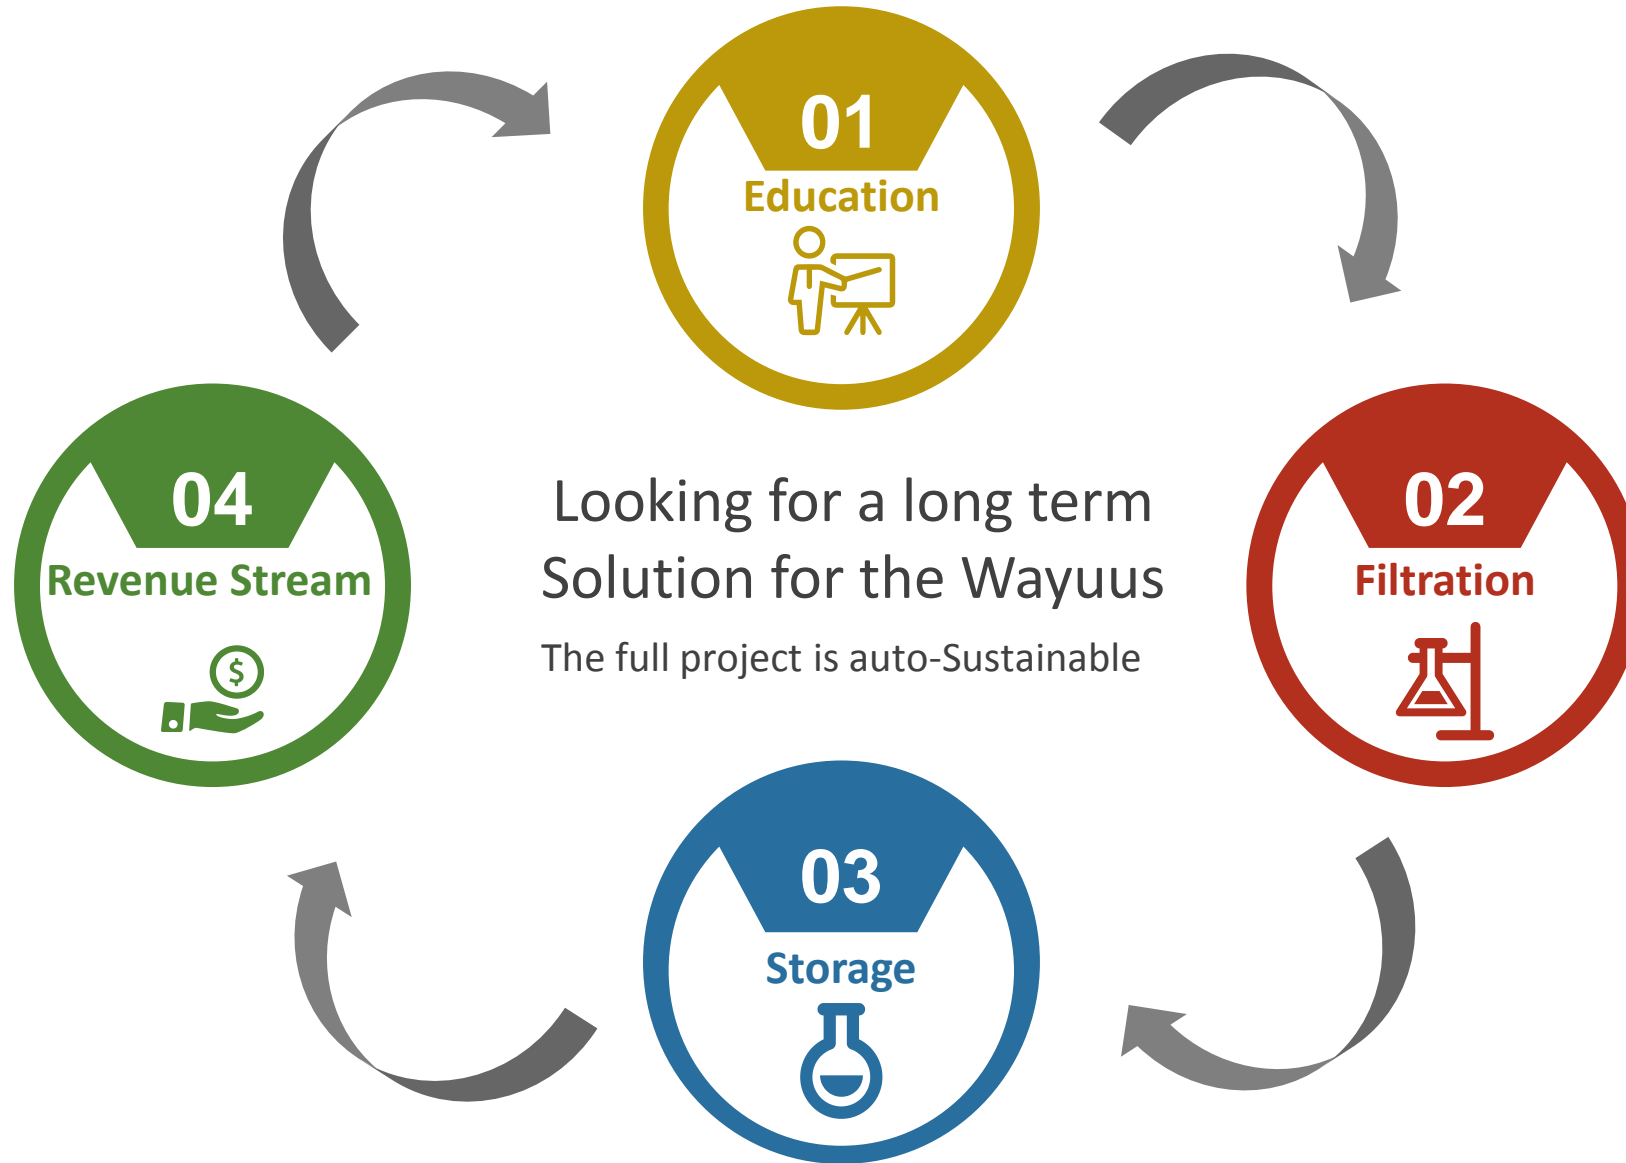 01
Education
02
Filtration
03
Storage
04
Revenue Stream
$
Looking for a long term
Solution for the Wayuus
The full project is auto-Sustainable